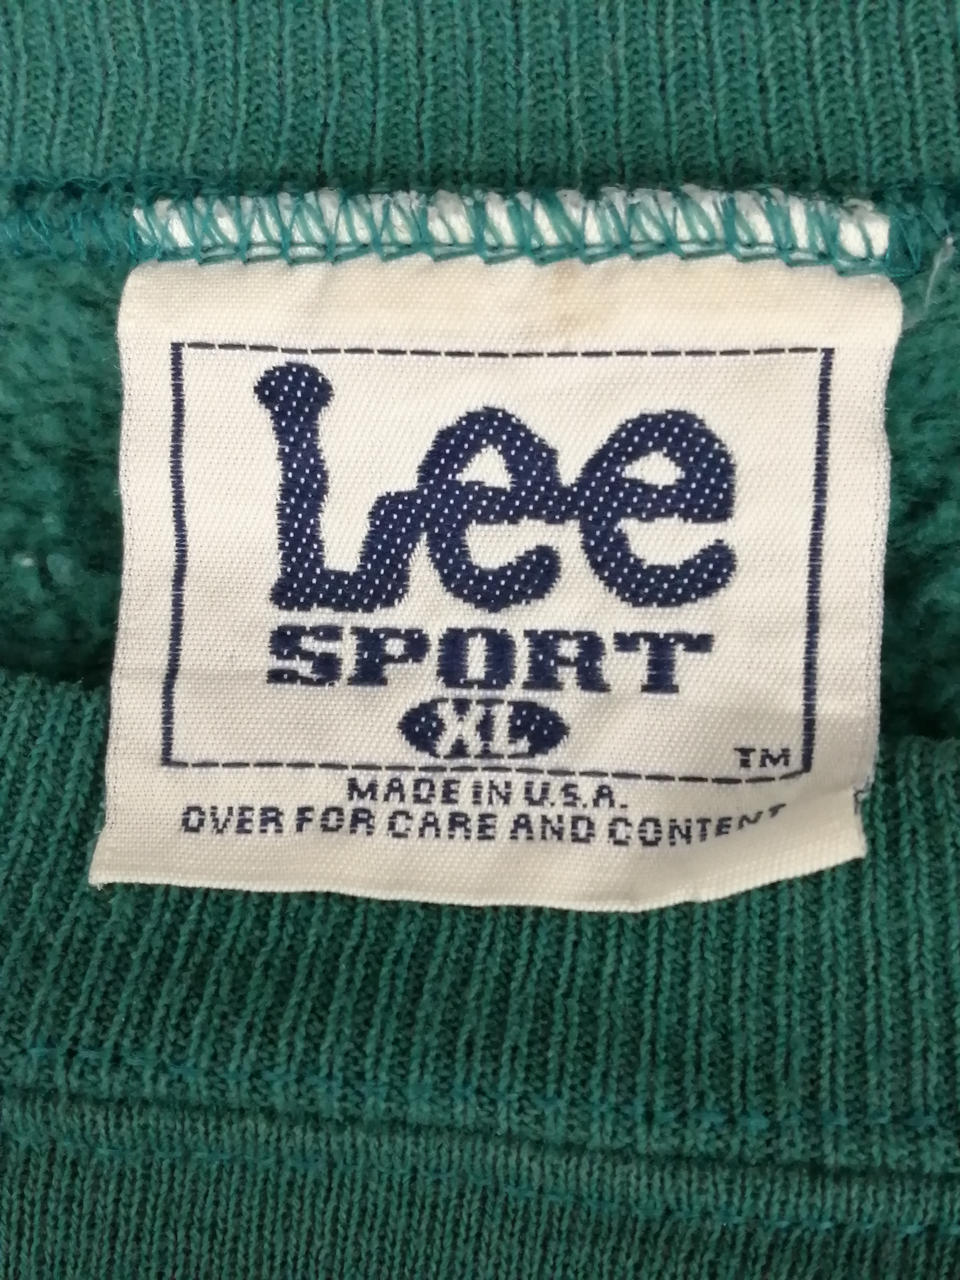 Lee
SPORT
XL
TM
MADE IN U.S.A.
OVER FOR CARE AND CONTENT